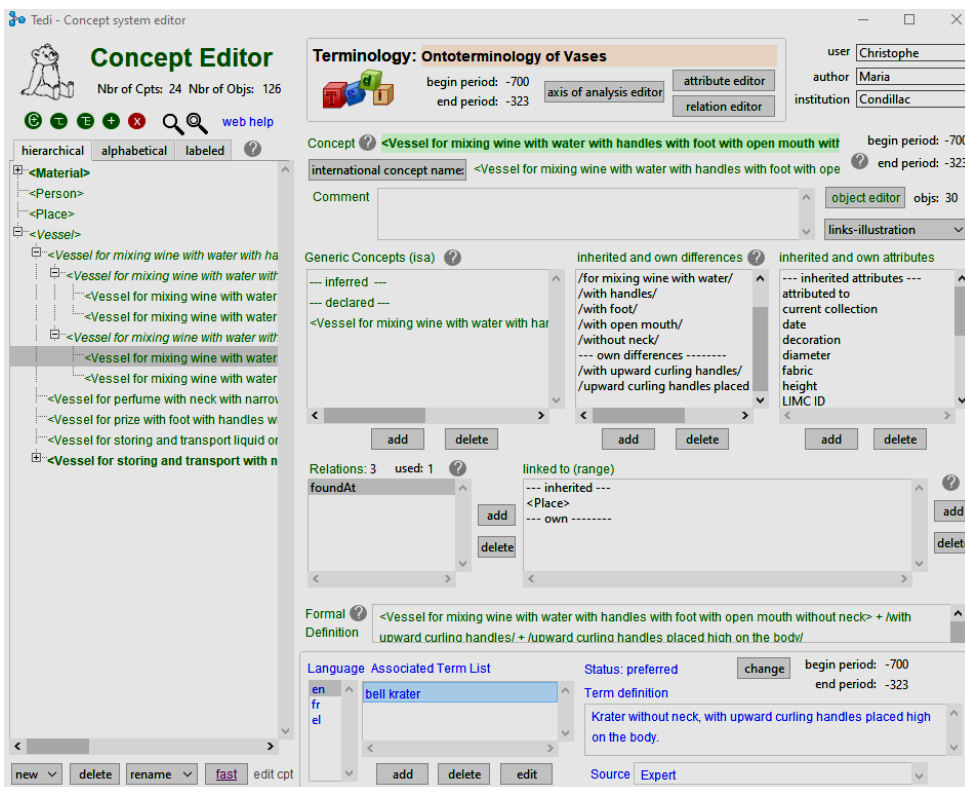 Tedi - Concept system editor
Concept Editor
Nbr of Cpts: 24 Nbr of Objs: 126
web help
hierarchical alphabetical labeled
<Material>
<Person>
<Place>
<Vessel>
<Vessel for mixing wine with water with ha
<Vessel for mixing wine with water with
<Vessel for mixing wine with water
<Vessel for mixing wine with water
<Vessel for mixing wine with water with
<Vessel for mixing wine with water
<Vessel for mixing wine with water
<Vessel for perfume with neck with narrow
<Vessel for prize with foot with handles w
<Vessel for storing and transport liquid or
<Vessel for storing and transport with n
new delete rename fast edit cpt
Terminology: Ontoterminology of Vases
Tedi
begin period: -700
end period: -323
axis of analysis editor
attribute editor
relation editor
user Christophe
author Maria
institution Condillac
Concept <Vessel for mixing wine with water with handles with foot with open mouth with
begin period: -700
international concept name: <Vessel for mixing wine with water with handles with foot with ope
end period: -323
Comment
object editor objs: 30
links-illustration
Generic Concepts (isa)
--- inferred ---
--- declared ---
<Vessel for mixing wine with water with har
add delete
inherited and own differences
/for mixing wine with water/
/with handles/
/with foot/
/with open mouth/
/without neck/
--- own differences --------
/with upward curling handles/
/upward curling handles placed
add delete
inherited and own attributes
--- inherited attributes ---
attributed to
current collection
date
decoration
diameter
fabric
height
LIMC ID
add delete
Relations: 3 used: 1
foundAt
add
delete
linked to (range)
--- inherited ---
<Place>
--- own --------
add
delete
Formal Definition
<Vessel for mixing wine with water with handles with foot with open mouth without neck> + /with
upward curling handles/ + /upward curling handles placed high on the body/
Language Associated Term List
en
fr
el
bell krater
add delete edit
Status: preferred
change
begin period: -700
end period: -323
Term definition
Krater without neck, with upward curling handles placed high
on the body.
Source Expert